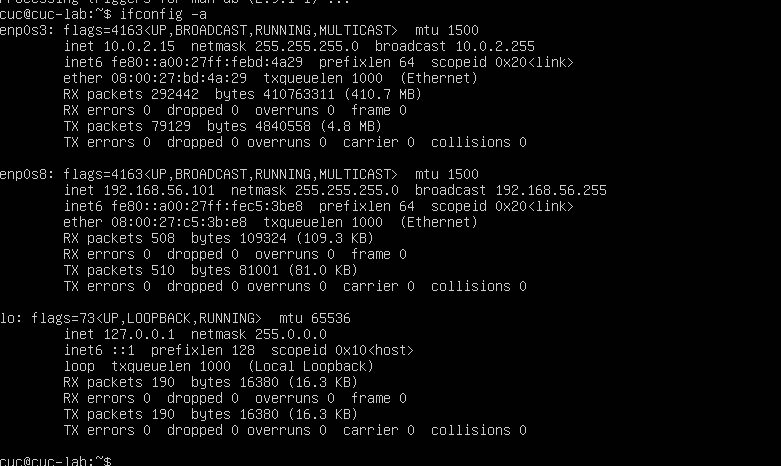 Processing triggers for man-db (2.9.1-1) ...
cuc@cuc-lab:~$ ifconfig -a
enp0s3: flags=4163<UP,BROADCAST,RUNNING,MULTICAST>  mtu 1500
        inet 10.0.2.15  netmask 255.255.255.0  broadcast 10.0.2.255
        inet6 fe80::a00:27ff:febd:4a29  prefixlen 64  scopeid 0x20<link>
        ether 08:00:27:bd:4a:29  txqueuelen 1000  (Ethernet)
        RX packets 292442  bytes 410763311 (410.7 MB)
        RX errors 0  dropped 0  overruns 0  frame 0
        TX packets 79129  bytes 4840558 (4.8 MB)
        TX errors 0  dropped 0 overruns 0  carrier 0  collisions 0

enp0s8: flags=4163<UP,BROADCAST,RUNNING,MULTICAST>  mtu 1500
        inet 192.168.56.101  netmask 255.255.255.0  broadcast 192.168.56.255
        inet6 fe80::a00:27ff:fec5:3be8  prefixlen 64  scopeid 0x20<link>
        ether 08:00:27:c5:3b:e8  txqueuelen 1000  (Ethernet)
        RX packets 508  bytes 109324 (109.3 KB)
        RX errors 0  dropped 0  overruns 0  frame 0
        TX packets 510  bytes 81001 (81.0 KB)
        TX errors 0  dropped 0 overruns 0  carrier 0  collisions 0

lo: flags=73<UP,LOOPBACK,RUNNING>  mtu 65536
        inet 127.0.0.1  netmask 255.0.0.0
        inet6 ::1  prefixlen 128  scopeid 0x10<host>
        loop  txqueuelen 1000  (Local Loopback)
        RX packets 190  bytes 16380 (16.3 KB)
        RX errors 0  dropped 0  overruns 0  frame 0
        TX packets 190  bytes 16380 (16.3 KB)
        TX errors 0  dropped 0 overruns 0  carrier 0  collisions 0

cuc@cuc-lab:~$